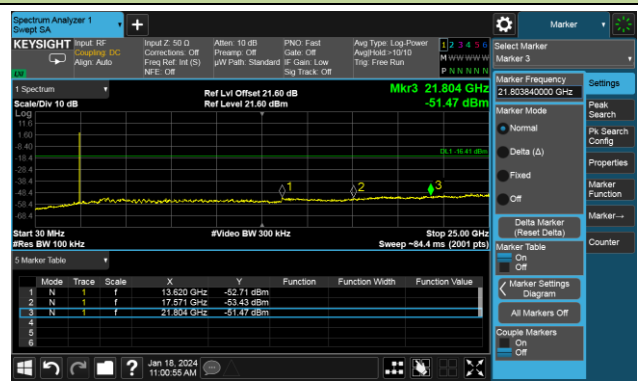 Spectrum Analyzer 1
Swept SA
Marker
KEYSIGHT Input: RF
Coupling: DC
Align: Auto
Input Z: 50 Ω
Corrections: Off
Freq Ref: Int (S)
NFE: Off
Atten: 10 dB
Preamp: Off
µW Path: Standard
PNO: Fast
Gate: Off
IF Gain: Low
Sig Track: Off
Avg Type: Log-Power
Avg|Hold:>10/10
Trig: Free Run
1 2 3 4 5 6
M W W W W W
P N N N N N
Select Marker
Marker 3
1 Spectrum
Scale/Div 10 dB
Ref Lvl Offset 21.60 dB
Ref Level 21.60 dBm
Mkr3 21.804 GHz
-51.47 dBm
Log
11.6
1.60
-8.40
-18.4
-28.4
-38.4
-48.4
-58.4
-68.4
DL1 -16.41 dBm
1
2
3
Start 30 MHz
#Res BW 100 kHz
#Video BW 300 kHz
Stop 25.00 GHz
Sweep ~84.4 ms (2001 pts)
5 Marker Table
Mode Trace Scale X Y Function Function Width Function Value
1 N 1 f 13.620 GHz -52.71 dBm
2 N 1 f 17.571 GHz -53.43 dBm
3 N 1 f 21.804 GHz -51.47 dBm
4
5
6
Marker Frequency
21.803840000 GHz
Marker Mode
Normal
Delta (Δ)
Fixed
Off
Delta Marker
(Reset Delta)
Marker Table
On
Off
Marker Settings
Diagram
All Markers Off
Couple Markers
On
Off
Settings
Peak
Search
Pk Search
Config
Properties
Marker
Function
Marker→
Counter
?
Jan 18, 2024
11:00:55 AM